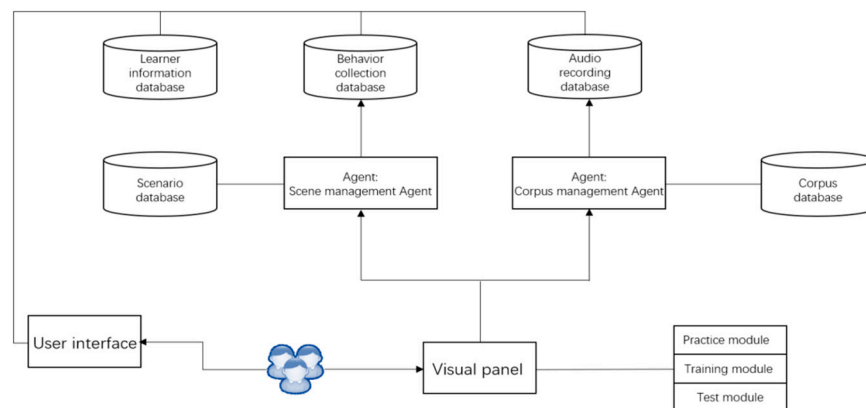 Learner
information
database
Behavior
collection
database
Audio
recording
database
Scenario
database
Agent:
Scene management Agent
Agent:
Corpus management Agent
Corpus
database
User interface
Visual panel
Practice module
Training module
Test module